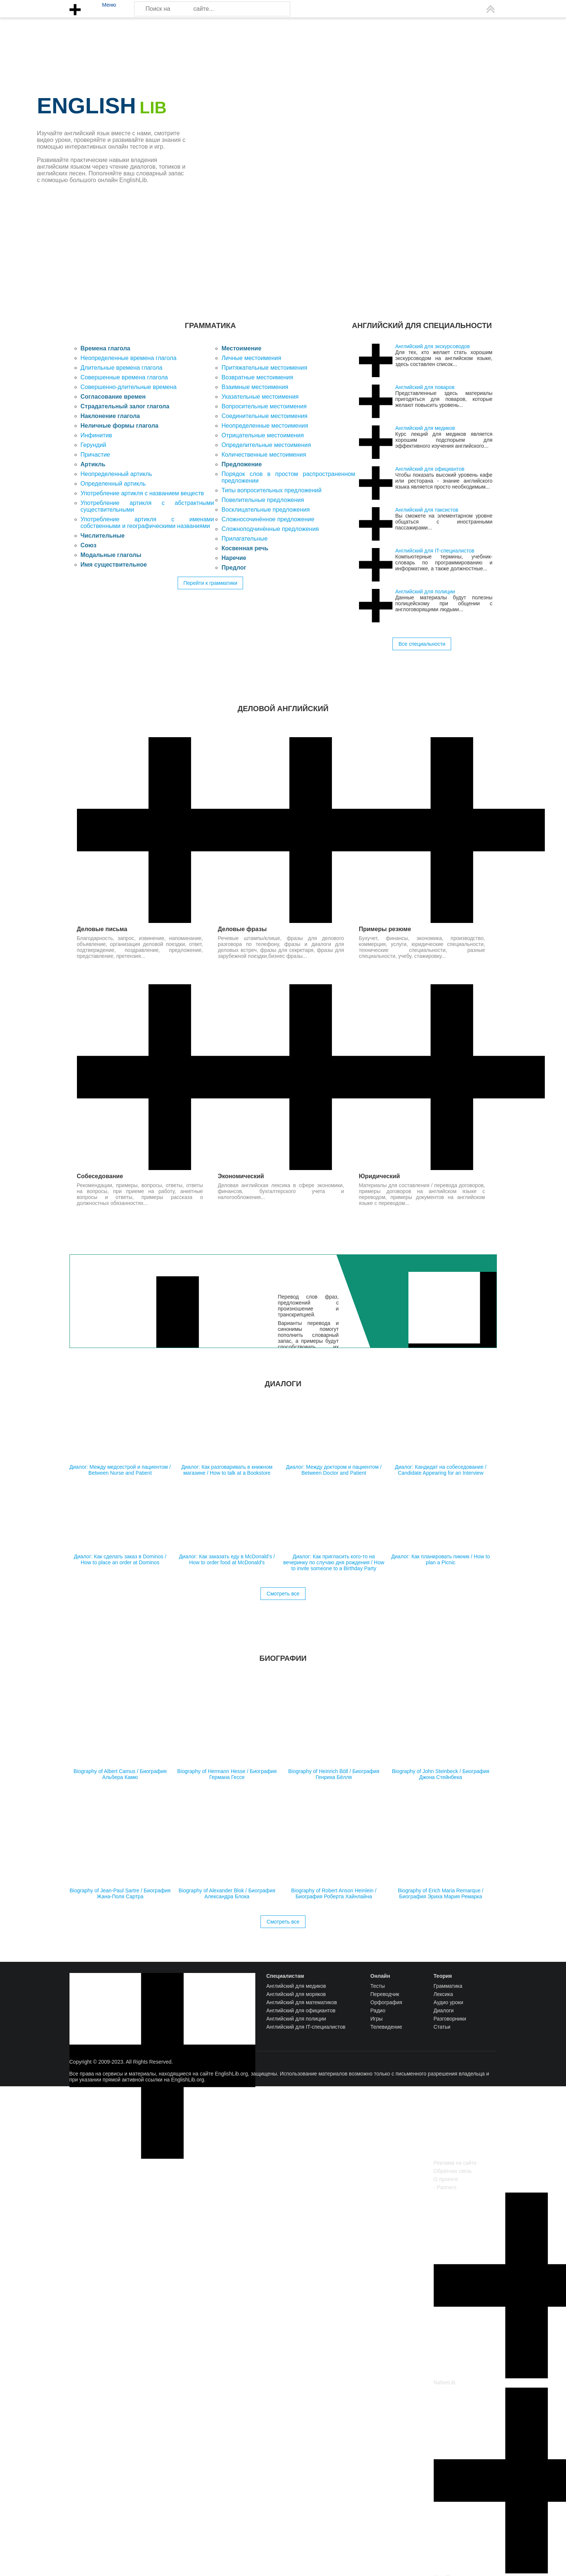 Меню
Поиск на сайте...
ENGLISH LIB
Изучайте английский язык вместе с нами, смотрите
видео уроки, проверяйте и развивайте ваши знания с
помощью интерактивных онлайн тестов и игр.
Развивайте практические навыки владения
английским языком через чтение диалогов, топиков и
английских песен. Пополняйте ваш словарный запас
с помощью большого онлайн EnglishLib.
ГРАММАТИКА
Времена глагола
Неопределенные времена глагола
Длительные времена глагола
Совершенные времена глагола
Совершенно-длительные времена
Согласование времен
Страдательный залог глагола
Наклонение глагола
Неличные формы глагола
Инфинитив
Герундий
Причастие
Артикль
Неопределенный артикль
Определенный артикль
Употребление артикля с названием веществ
Употребление артикля с абстрактными
существительными
Употребление артикля с именами
собственными и географическими названиями
Числительные
Союз
Модальные глаголы
Имя существительное
Местоимение
Личные местоимения
Притяжательные местоимения
Возвратные местоимения
Взаимные местоимения
Указательные местоимения
Вопросительные местоимения
Соединительные местоимения
Неопределенные местоимения
Отрицательные местоимения
Определительные местоимения
Количественные местоимения
Предложение
Порядок слов в простом распространенном
предложении
Типы вопросительных предложений
Повелительные предложения
Восклицательные предложения
Сложносочинённое предложение
Сложноподчинённые предложения
Прилагательные
Косвенная речь
Наречие
Предлог
Перейти к грамматике
АНГЛИЙСКИЙ ДЛЯ СПЕЦИАЛЬНОСТИ
Английский для экскурсоводов
Для тех, кто желает стать хорошим
экскурсоводом на английском языке,
здесь составлен список...
Английский для поваров
Представленные здесь материалы
пригодяться для поваров, которые
желают повысить уровень...
Английский для медиков
Курс лекций для медиков является
хорошим подспорьем для
эффективного изучения английского...
Английский для официантов
Чтобы показать высокий уровень кафе
или ресторана - знание английского
языка является просто необходимым...
Английский для таксистов
Вы сможете на элементарном уровне
общаться с иностранными
пассажирами...
Английский для IT-специалистов
Компьютерные термины, учебник-
словарь по программированию и
информатике, а также должностные...
Английский для полиции
Данные материалы будут полезны
полицейскому при общении с
англоговорящими людьми...
Все специальности
ДЕЛОВОЙ АНГЛИЙСКИЙ
Деловые письма
Благодарность, запрос, извинение, напоминание,
объявление, организация деловой поездки, ответ,
подтверждение, поздравление, предложение,
представление, претензия...
Деловые фразы
Речевые штампы/клише, фразы для делового
разговора по телефону, фразы и диалоги для
деловых встреч, фразы для секретаря, фразы для
зарубежной поездки,бизнес фразы...
Примеры резюме
Бухучет, финансы, экономика, производство,
коммерция, услуги, юридические специальности,
технические специальности, разные
специальности, учебу, стажировку...
Собеседование
Рекомендации, примеры, вопросы, ответы, ответы
на вопросы, при приеме на работу, анкетные
вопросы и ответы, примеры рассказа о
должностных обязанностях...
Экономический
Деловая английская лексика в сфере экономики,
финансов, бухгалтерского учета и
налогообложения...
Юридический
Материалы для составления / перевода договоров,
примеры договоров на английском языке с
переводом, примеры документов на английском
языке с переводом...
Перевод слов фраз,
предложений с
произношение и
транскрипцией.
Варианты перевода и
синонимы помогут
пополнить словарный
запас, а примеры будут
ДИАЛОГИ
Диалог: Между медсестрой и пациентом /
Between Nurse and Patient
Диалог: Как разговаривать в книжном
магазине / How to talk at a Bookstore
Диалог: Между доктором и пациентом /
Between Doctor and Patient
Диалог: Кандидат на собеседование /
Candidate Appearing for an Interview
Диалог: Как сделать заказ в Dominos /
How to place an order at Dominos
Диалог: Как заказать еду в McDonald's /
How to order food at McDonald's
Диалог: Как пригласить кого-то на
вечеринку по случаю дня рождения / How
to invite someone to a Birthday Party
Диалог: Как планировать пикник / How to
plan a Picnic
Смотреть все
БИОГРАФИИ
Biography of Albert Camus / Биография
Альбера Камю
Biography of Hermann Hesse / Биография
Германа Гессе
Biography of Heinrich Böll / Биография
Генриха Бёлля
Biography of John Steinbeck / Биография
Джона Стейнбека
Biography of Jean-Paul Sartre / Биография
Жана-Поля Сартра
Biography of Alexander Blok / Биография
Александра Блока
Biography of Robert Anson Heinlein /
Биография Роберта Хайнлайна
Biography of Erich Maria Remarque /
Биография Эриха Мария Ремарка
Смотреть все
Специалистам
Английский для медиков
Английский для моряков
Английский для математиков
Английский для официантов
Английский для полиции
Английский для IT-специалистов
Онлайн
Тесты
Переводчик
Орфография
Радио
Игры
Телевидение
Теория
Грамматика
Лексика
Аудио уроки
Диалоги
Разговорники
Статьи
Copyright © 2009-2023. All Rights Reserved.
Все права на сервисы и материалы, находящиеся на сайте EnglishLib.org, защищены. Использование материалов возможно только с письменного разрешения владельца и
при указании прямой активной ссылки на EnglishLib.org.
Реклама на сайте
Обратная связь
О проекте